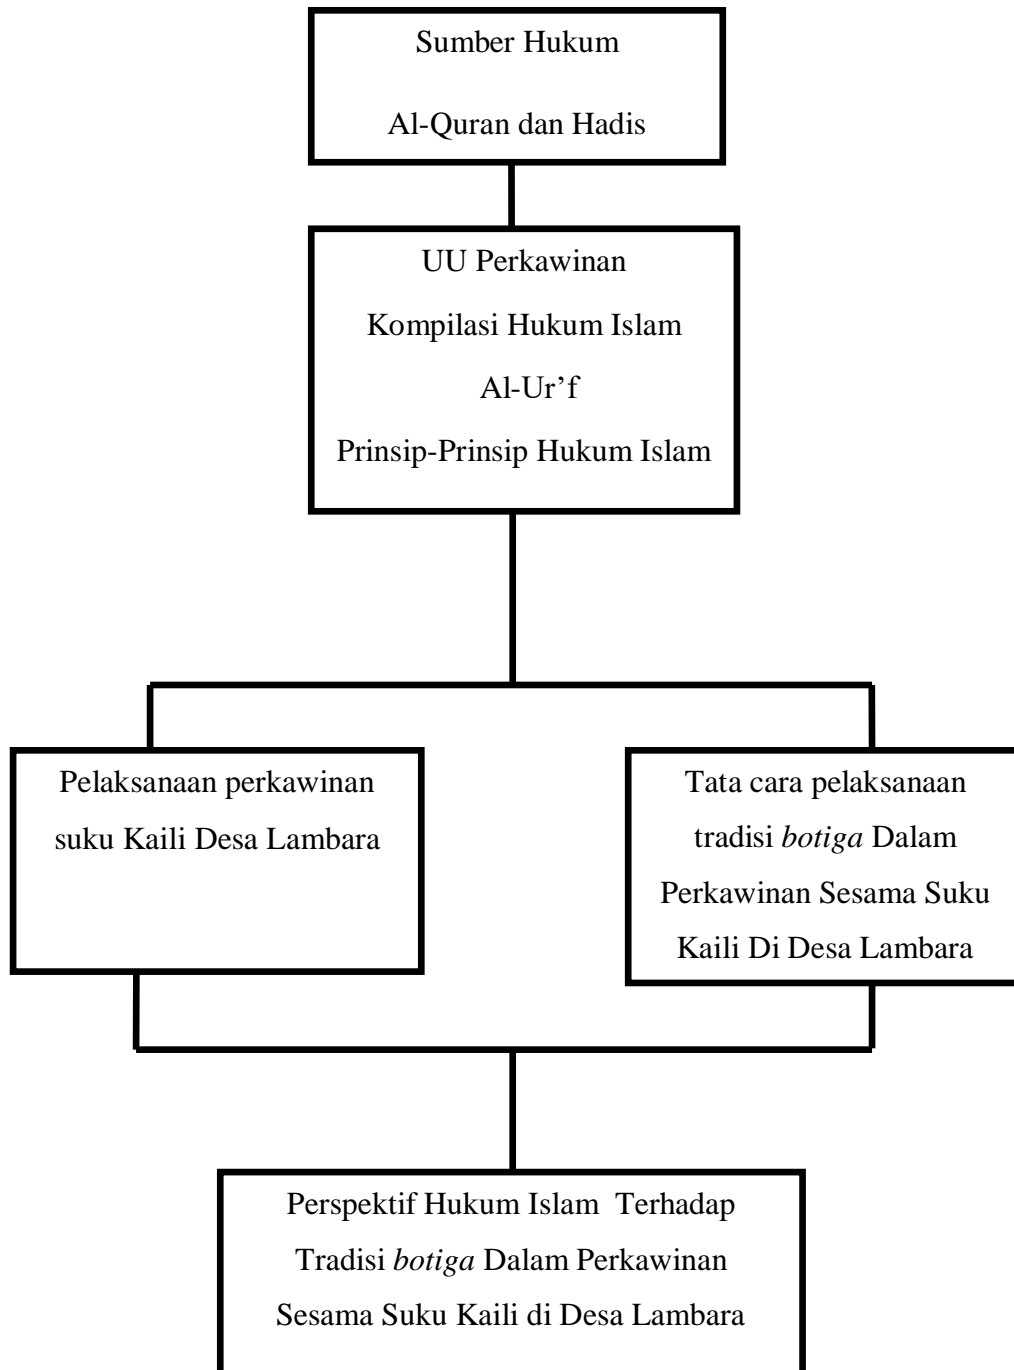 Sumber Hukum
Al-Quran dan Hadis
UU Perkawinan
Kompilasi Hukum Islam
Al-Ur’f
Prinsip-Prinsip Hukum Islam
Pelaksanaan perkawinan
suku Kaili Desa Lambara
Tata cara pelaksanaan
tradisi botiga Dalam
Perkawinan Sesama Suku
Kaili Di Desa Lambara
Perspektif Hukum Islam  Terhadap
Tradisi botiga Dalam Perkawinan
Sesama Suku Kaili di Desa Lambara